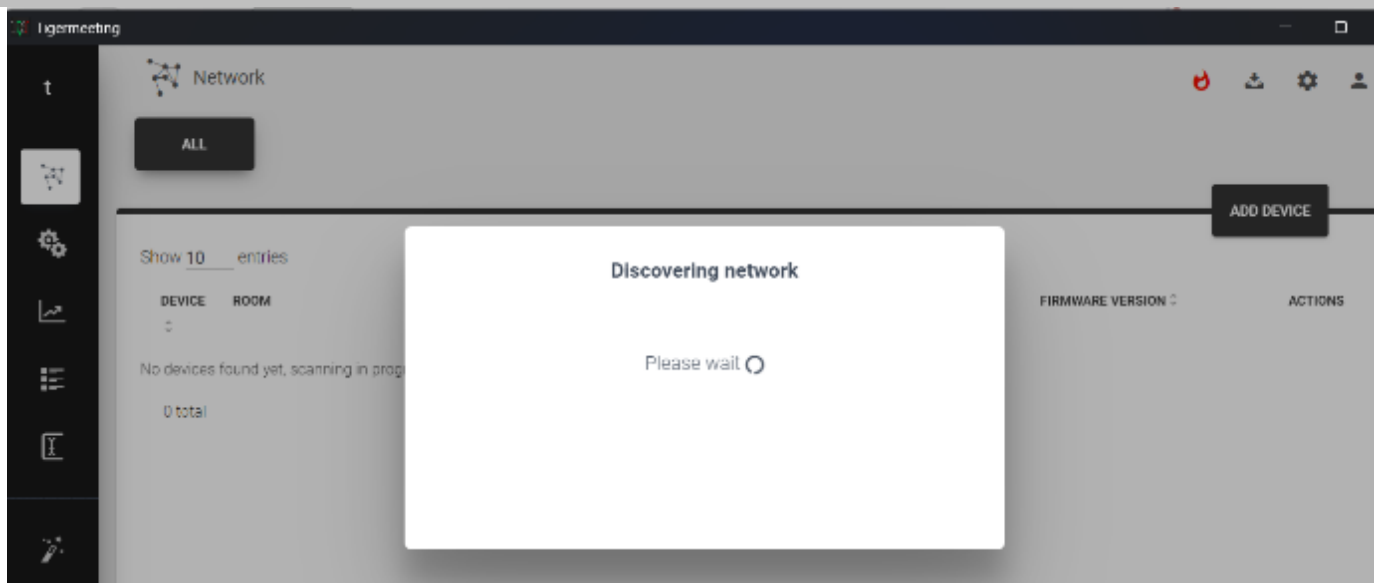 Tigermeeting
t
Network
ALL
ADD DEVICE
Show 10 entries
Discovering network
DEVICE ROOM
FIRMWARE VERSION
ACTIONS
Please wait
No devices found yet, scanning in prog
0 total